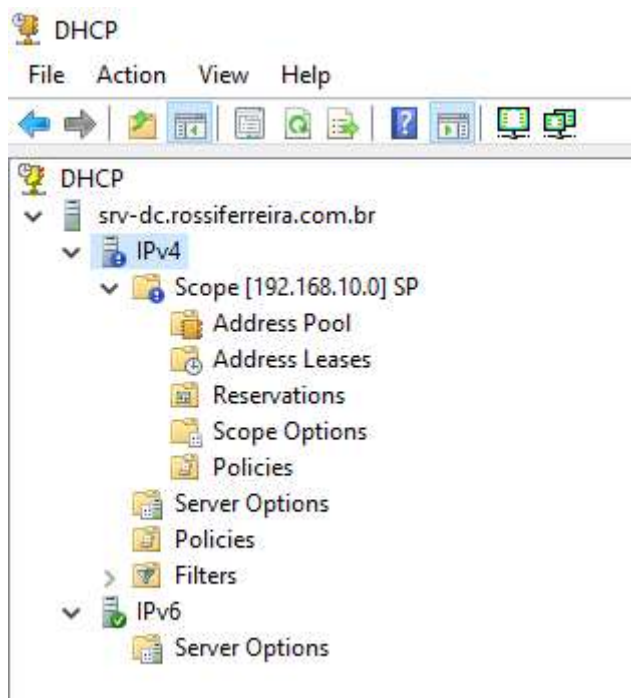 DHCP
File Action View Help
DHCP
srv-dc.rossiferreira.com.br
IPv4
Scope [192.168.10.0] SP
Address Pool
Address Leases
Reservations
Scope Options
Policies
Server Options
Policies
Filters
IPv6
Server Options